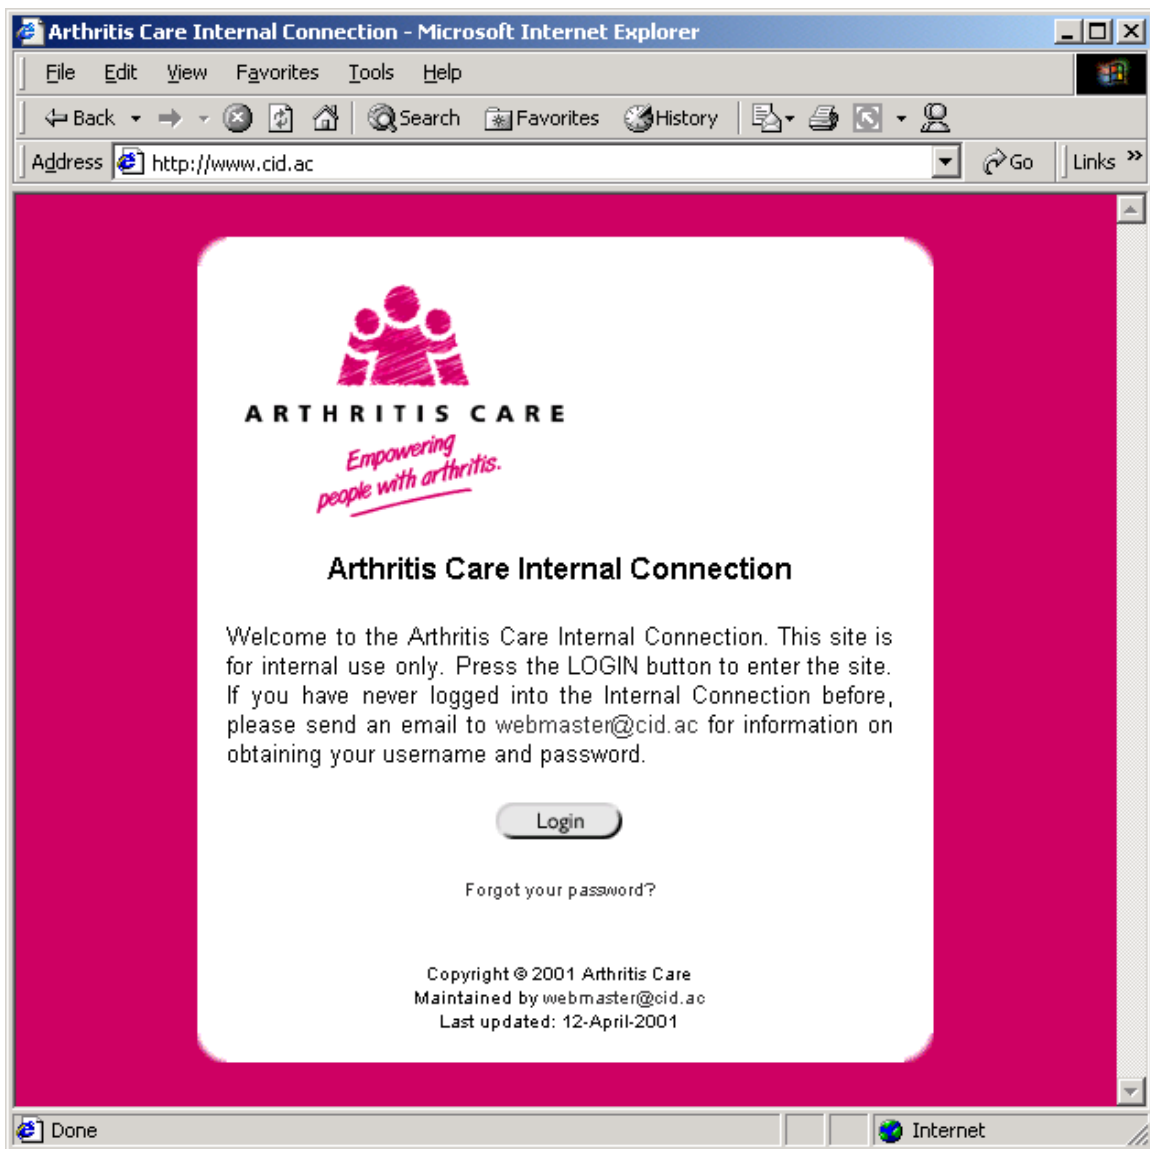 Arthritis Care Internal Connection - Microsoft Internet Explorer
File Edit View Favorites Tools Help
Back Search Favorites History
Address http://www.cid.ac Go Links »
ARTHRITIS CARE
Empowering
people with arthritis.
Arthritis Care Internal Connection
Welcome to the Arthritis Care Internal Connection. This site is
for internal use only. Press the LOGIN button to enter the site.
If you have never logged into the Internal Connection before,
please send an email to webmaster@cid.ac for information on
obtaining your username and password.
Login
Forgot your password?
Copyright © 2001 Arthritis Care
Maintained by webmaster@cid.ac
Last updated: 12-April-2001
Done Internet